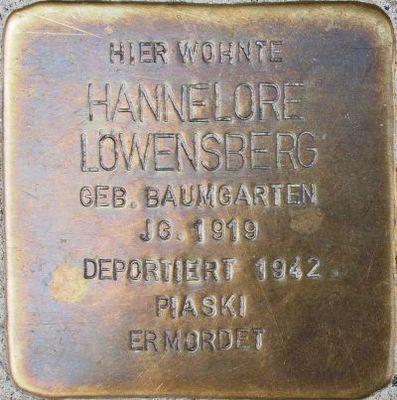 HIER WOHNTE
HANNELORE
LÖWENSBERG
GEB. BAUMGARTEN
JG. 1919
DEPORTIERT 1942
PIASKI
ERMORDET